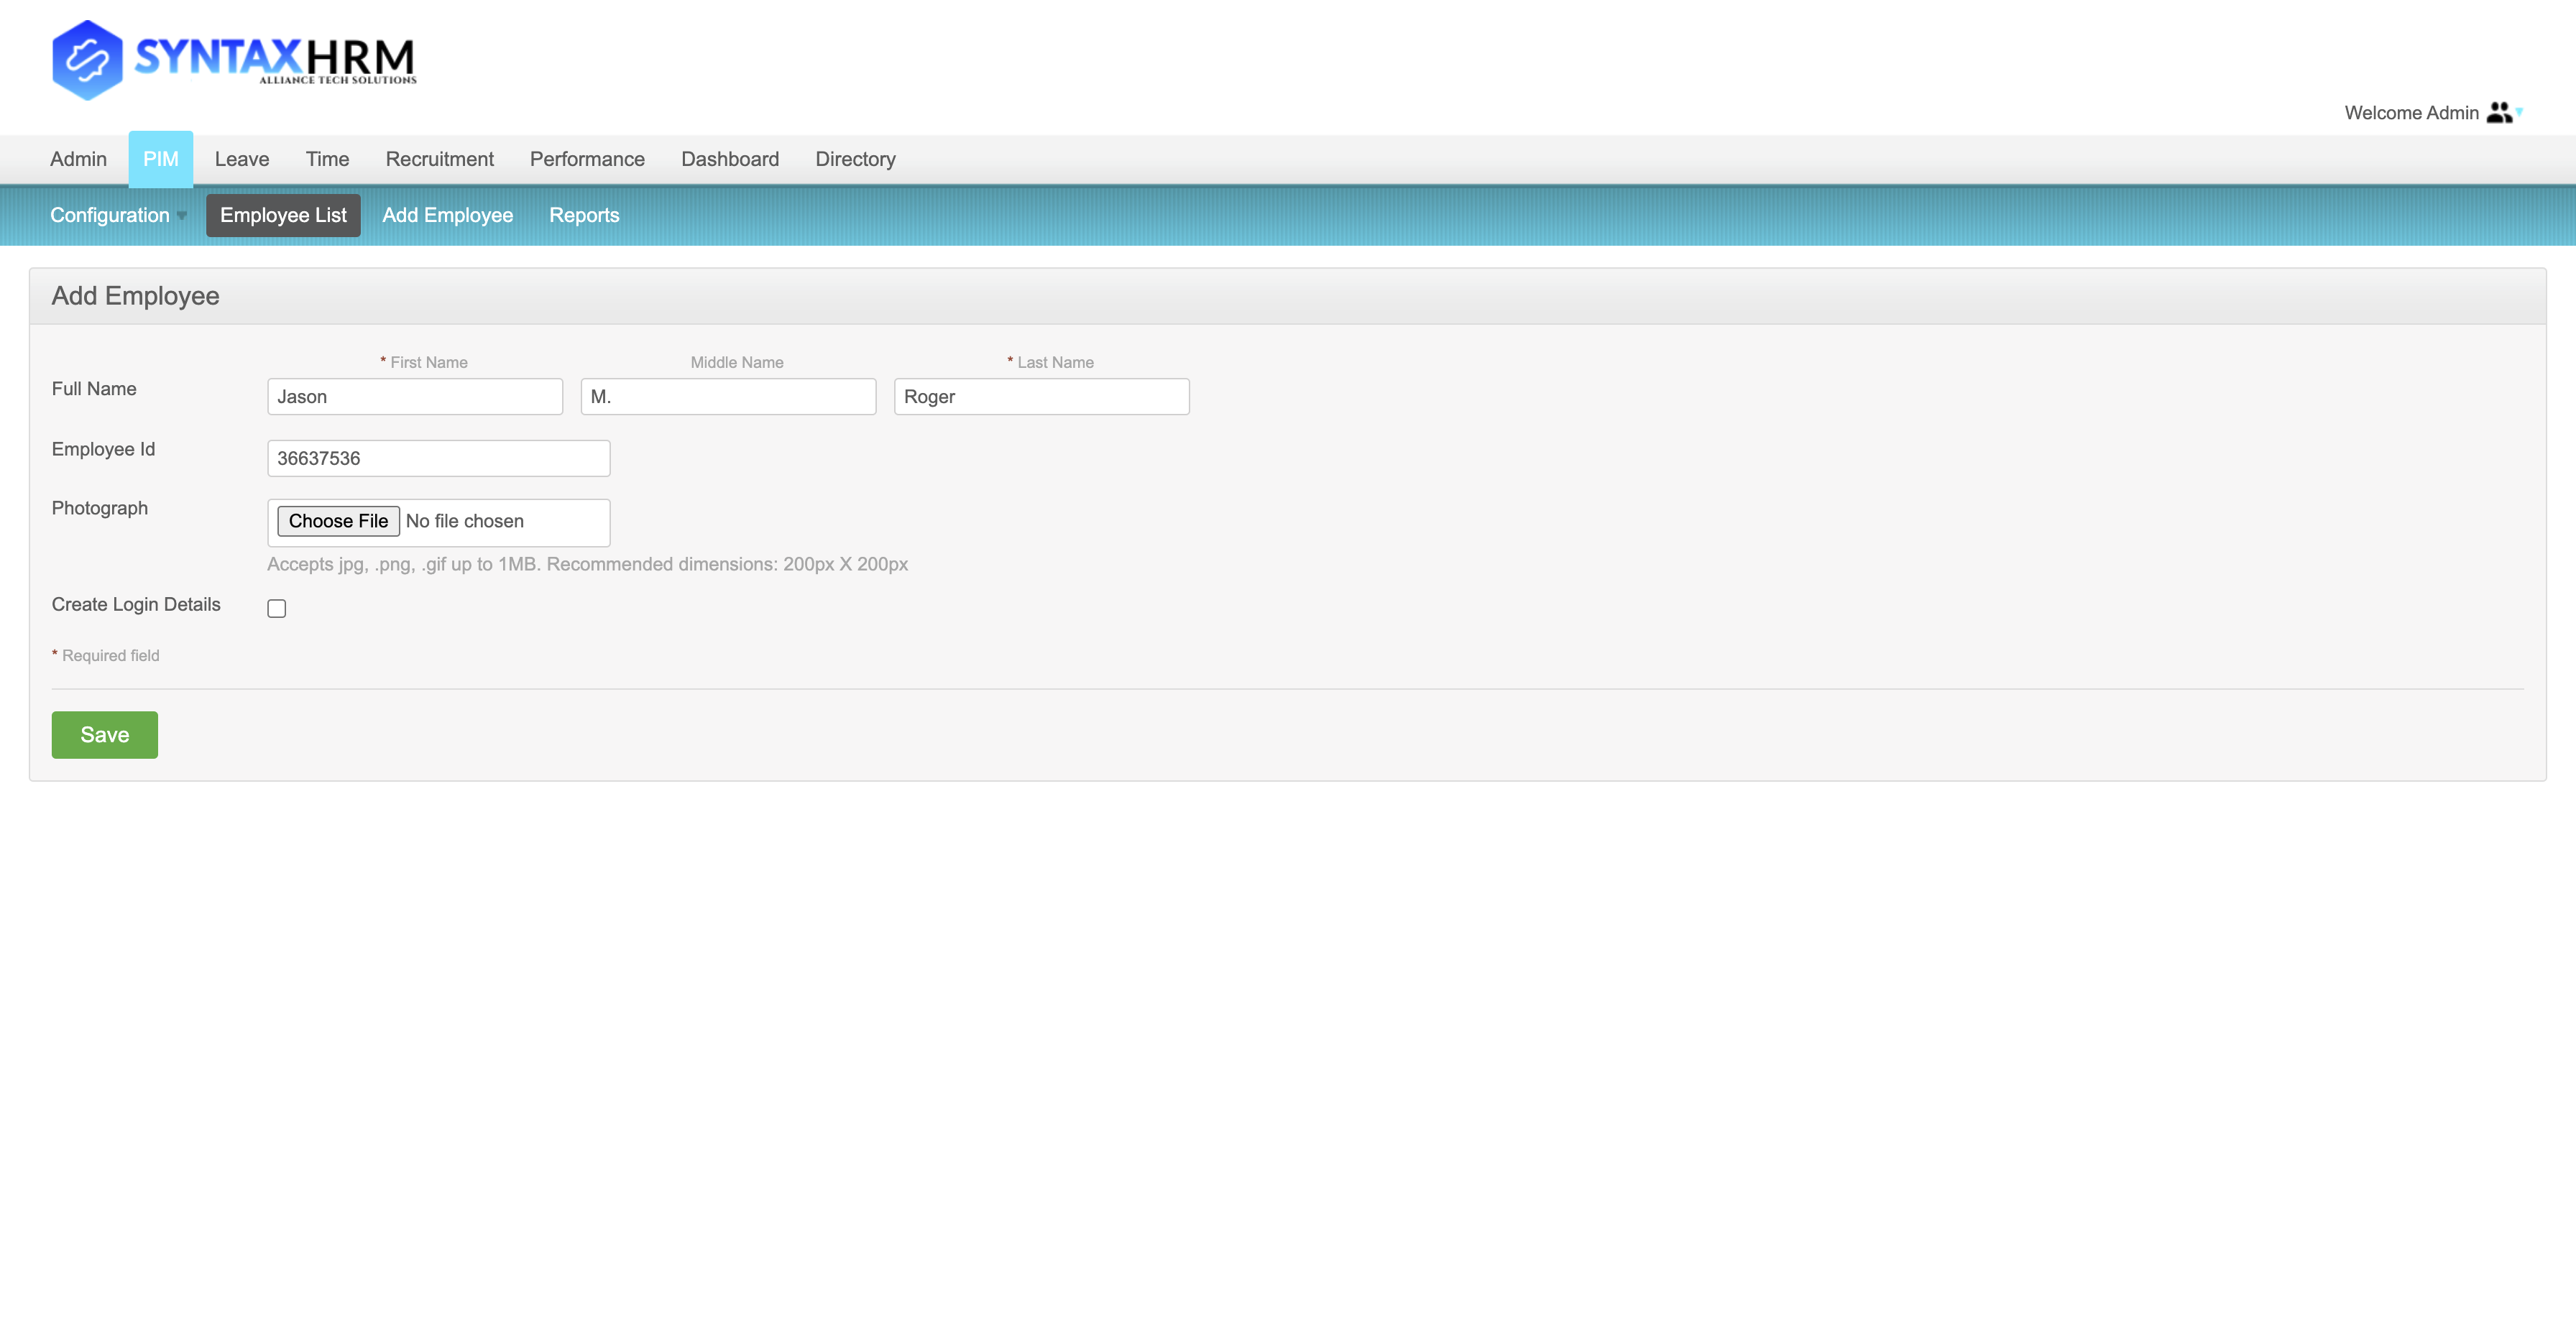 SYNTAXHRM
ALLIANCE TECH SOLUTIONS
Welcome Admin
Admin PIM Leave Time Recruitment Performance Dashboard Directory
Configuration Employee List Add Employee Reports
Add Employee
* First Name Middle Name * Last Name
Full Name Jason M. Roger
Employee Id 36637536
Photograph Choose File No file chosen
Accepts jpg, .png, .gif up to 1MB. Recommended dimensions: 200px X 200px
Create Login Details
* Required field
Save